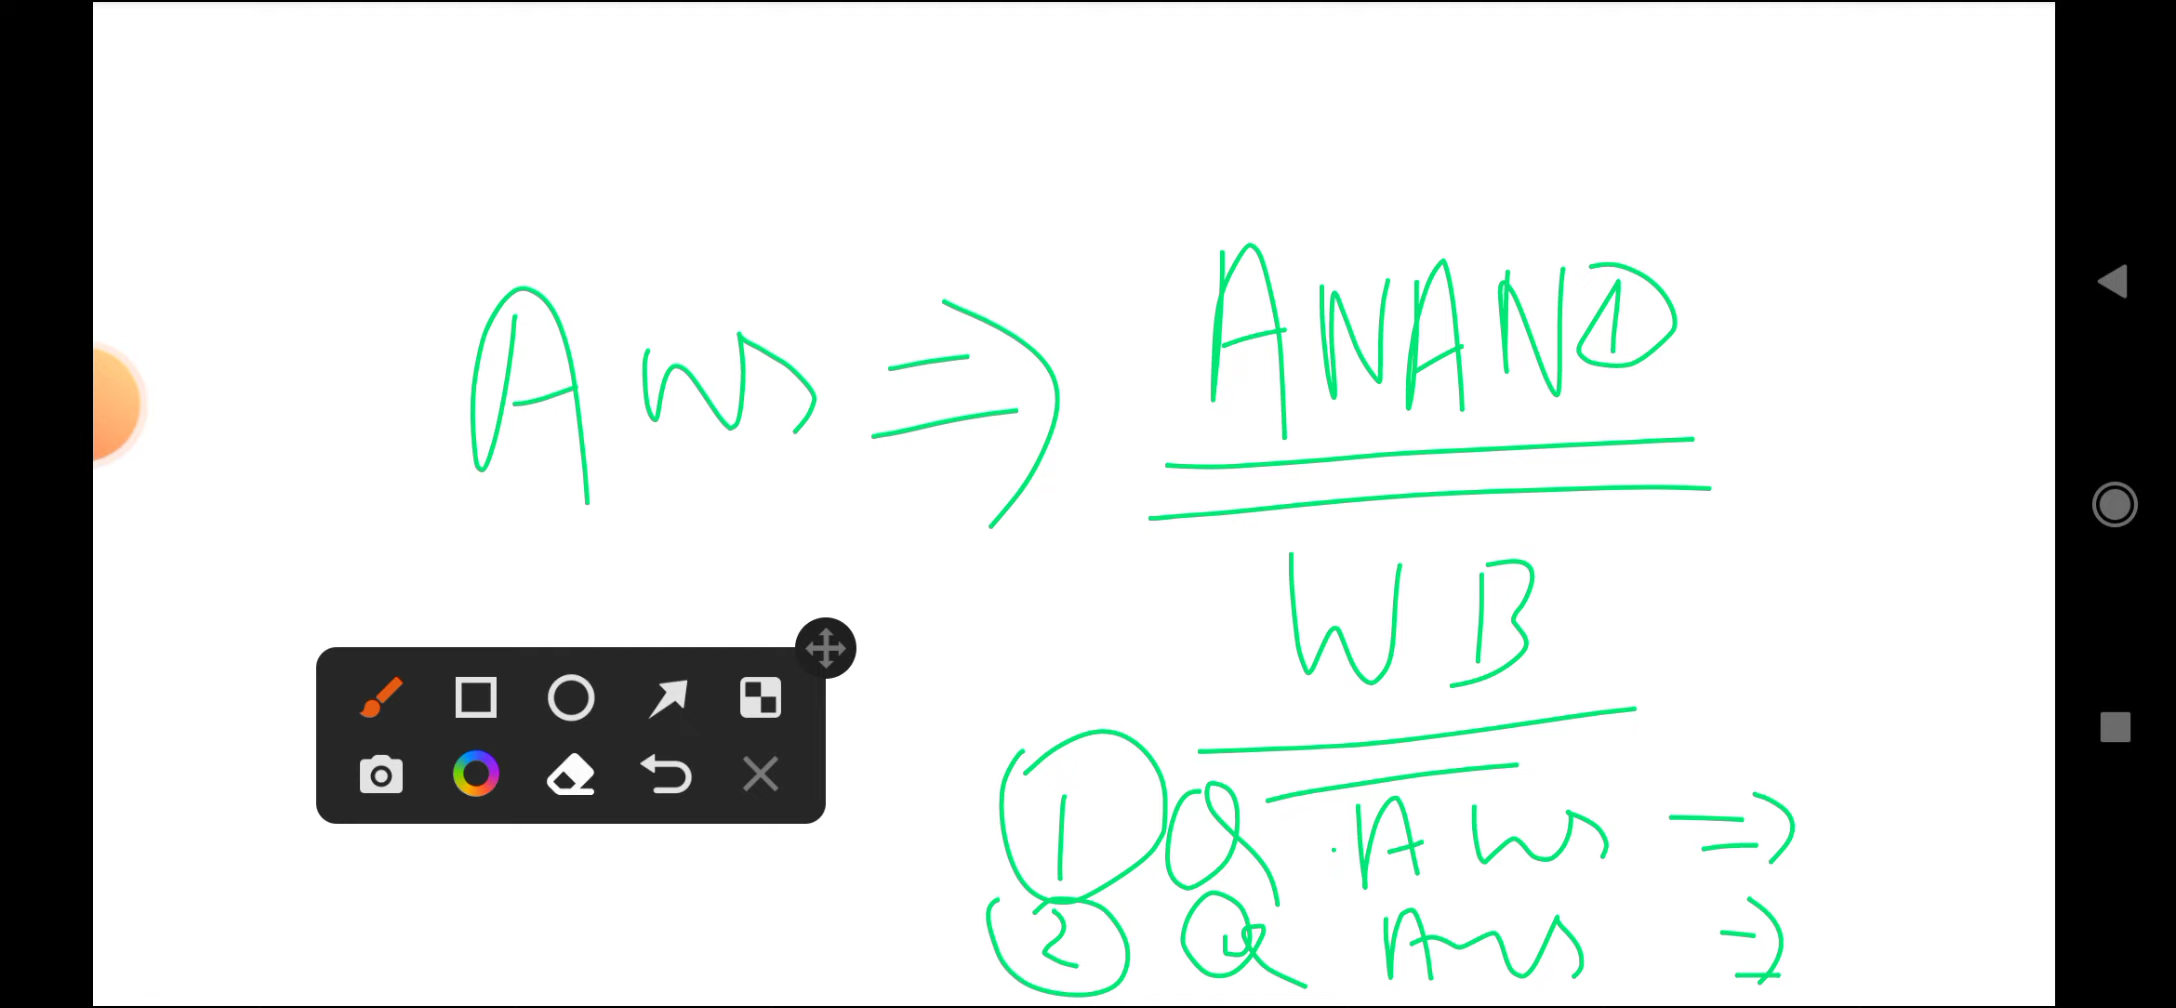 Ans => ANAND
WB
1 Q. Ans =>
2 Q Ans =>